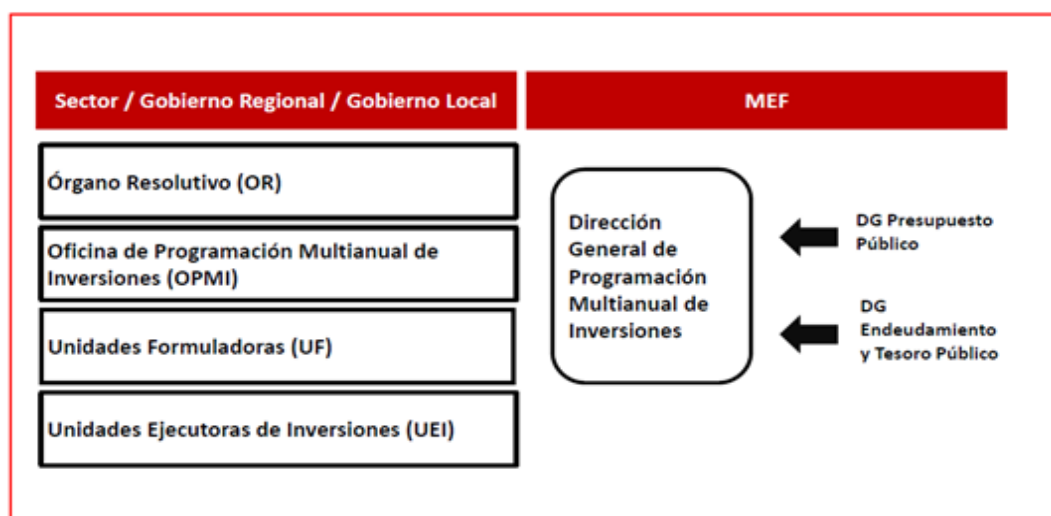 Sector / Gobierno Regional / Gobierno Local
MEF
Órgano Resolutivo (OR)
Oficina de Programación Multianual de
Inversiones (OPMI)
Unidades Formuladoras (UF)
Unidades Ejecutoras de Inversiones (UEI)
Dirección
General de
Programación
Multianual de
Inversiones
DG Presupuesto
Público
DG
Endeudamiento
y Tesoro Público